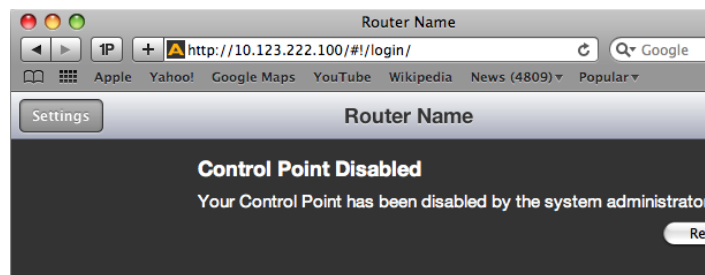 Router Name
1P + http://10.123.222.100/#!/login/ Google
Apple Yahoo! Google Maps YouTube Wikipedia News (4809) Popular
Settings Router Name
Control Point Disabled
Your Control Point has been disabled by the system administrator
Re